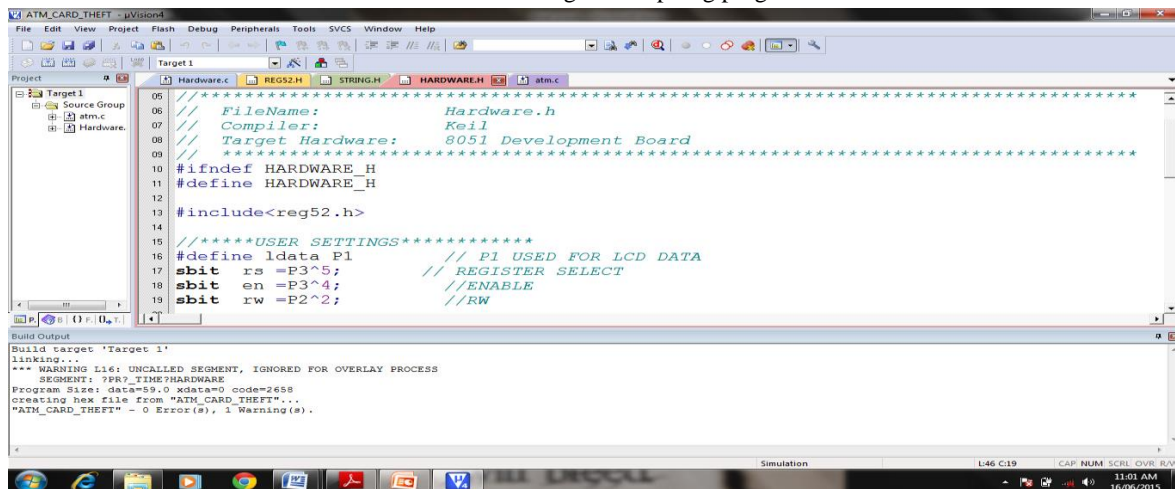 ATM_CARD_THEFT - µVision4
File Edit View Project Flash Debug Peripherals Tools SVCS Window Help
Target 1
Project
Hardware.c REG52.H STRING.H HARDWARE.H atm.c
Target 1
Source Group
atm.c
Hardware.
05 //******************************************************************************
06 // FileName: Hardware.h
07 // Compiler: Keil
08 // Target Hardware: 8051 Development Board
09 // ****************************************************************************
10 #ifndef HARDWARE_H
11 #define HARDWARE_H
12
13 #include<reg52.h>
14
15 //*****USER SETTINGS************
16 #define ldata P1 // P1 USED FOR LCD DATA
17 sbit rs =P3^5; // REGISTER SELECT
18 sbit en =P3^4; //ENABLE
19 sbit rw =P2^2; //RW
P. B {} F. 0 T.
Build Output
Build target 'Target 1'
linking...
*** WARNING L16: UNCALLED SEGMENT, IGNORED FOR OVERLAY PROCESS
SEGMENT: ?PR?_TIME?HARDWARE
Program Size: data=59.0 xdata=0 code=2658
creating hex file from "ATM_CARD_THEFT"...
"ATM_CARD_THEFT" - 0 Error(s), 1 Warning(s).
Simulation L:46 C:19 CAP NUM SCRL OVR R/W
11:01 AM
16/06/2015